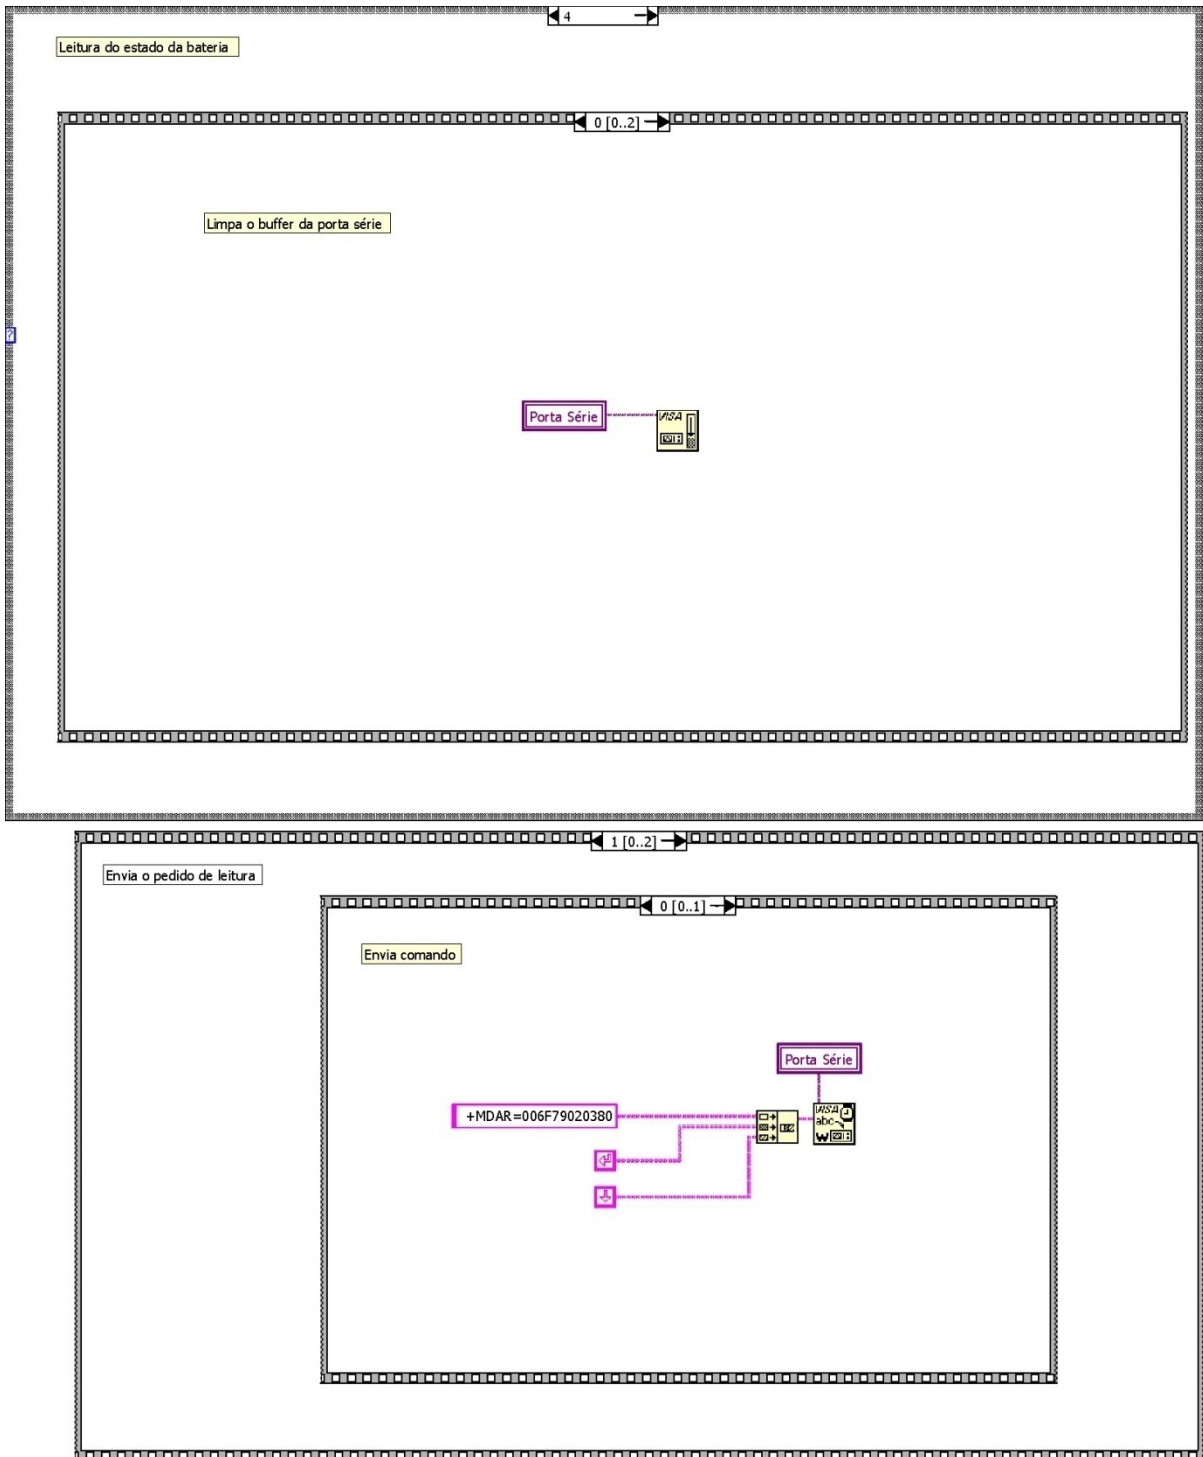 4
Leitura do estado da bateria
0 [0..2]
Limpa o buffer da porta série
?
Porta Série
VISA
1 [0..2]
Envia o pedido de leitura
0 [0..1]
Envia comando
Porta Série
+MDAR=006F79020380
VISA
abc
W